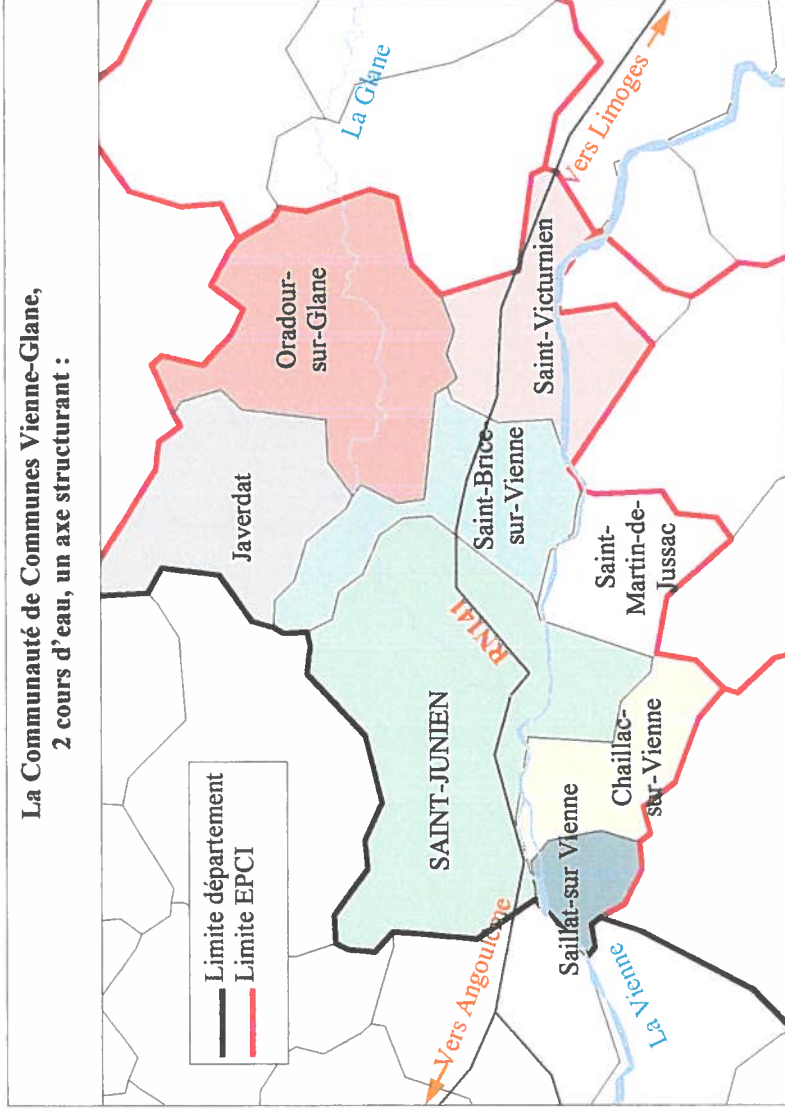 La Communauté de Communes Vienne-Glane,
2 cours d'eau, un axe structurant :
Limite département
Limite EPCI
La Glane
Oradour-
sur-Glane
Javerdat
Vers Limoges
Saint-Victurnien
Saint-Brice-
sur-Vienne
RN141
SAINT-JUNIEN
Saint-
Martin-de-
Jussac
Chaillac-
sur-Vienne
Saillat-sur Vienne
Vers Angoulême
La Vienne